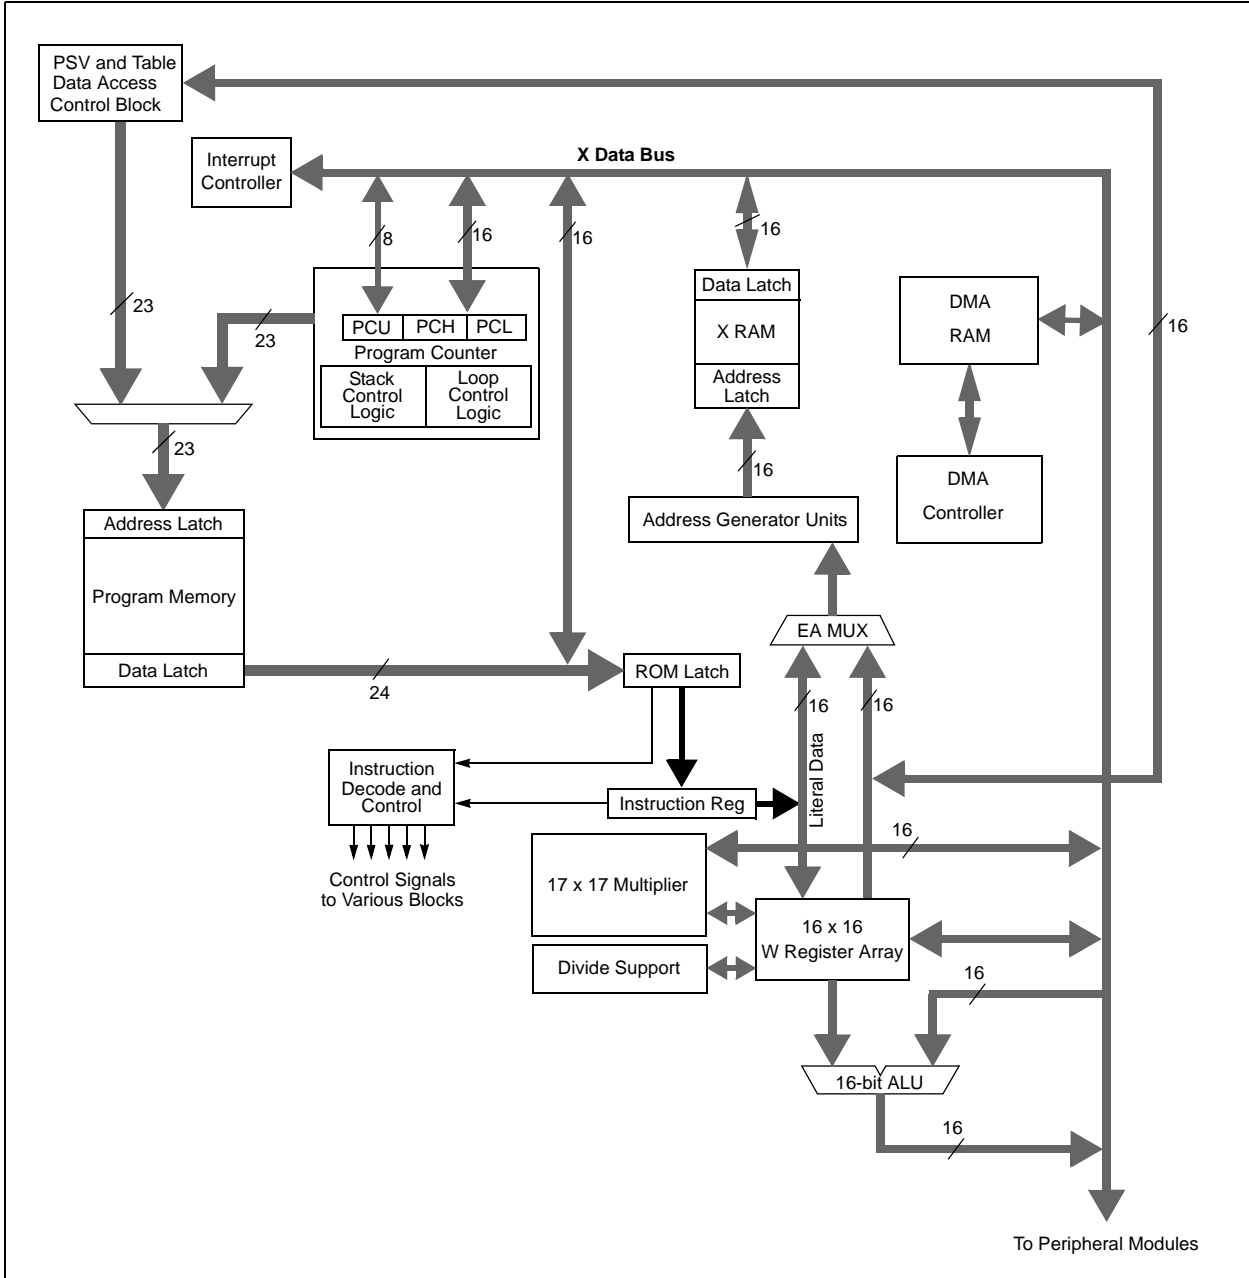 PSV and Table
Data Access
Control Block
Interrupt
Controller
X Data Bus
8
16
16
16
23
23
16
PCU
PCH
PCL
Program Counter
Stack
Control
Logic
Loop
Control
Logic
Data Latch
X RAM
Address
Latch
DMA
RAM
23
16
DMA
Controller
Address Latch
Program Memory
Data Latch
Address Generator Units
EA MUX
24
ROM Latch
16
16
Literal Data
Instruction
Decode and
Control
Instruction Reg
Control Signals
to Various Blocks
16
17 x 17 Multiplier
16 x 16
W Register Array
Divide Support
16
16-bit ALU
16
To Peripheral Modules